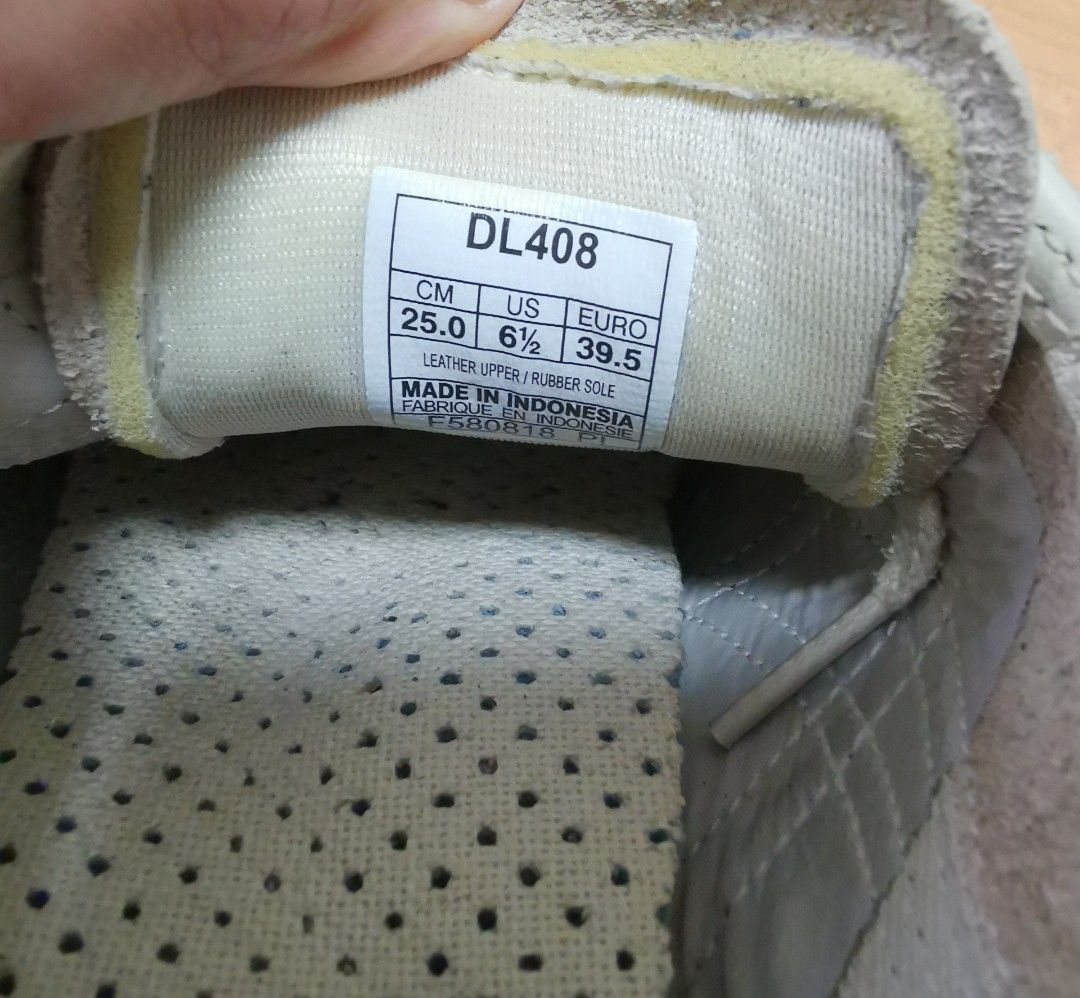 DL408
CM US EURO
25.0 6½ 39.5
LEATHER UPPER / RUBBER SOLE
MADE IN INDONESIA
FABRIQUE EN INDONESIE
F580818 PI